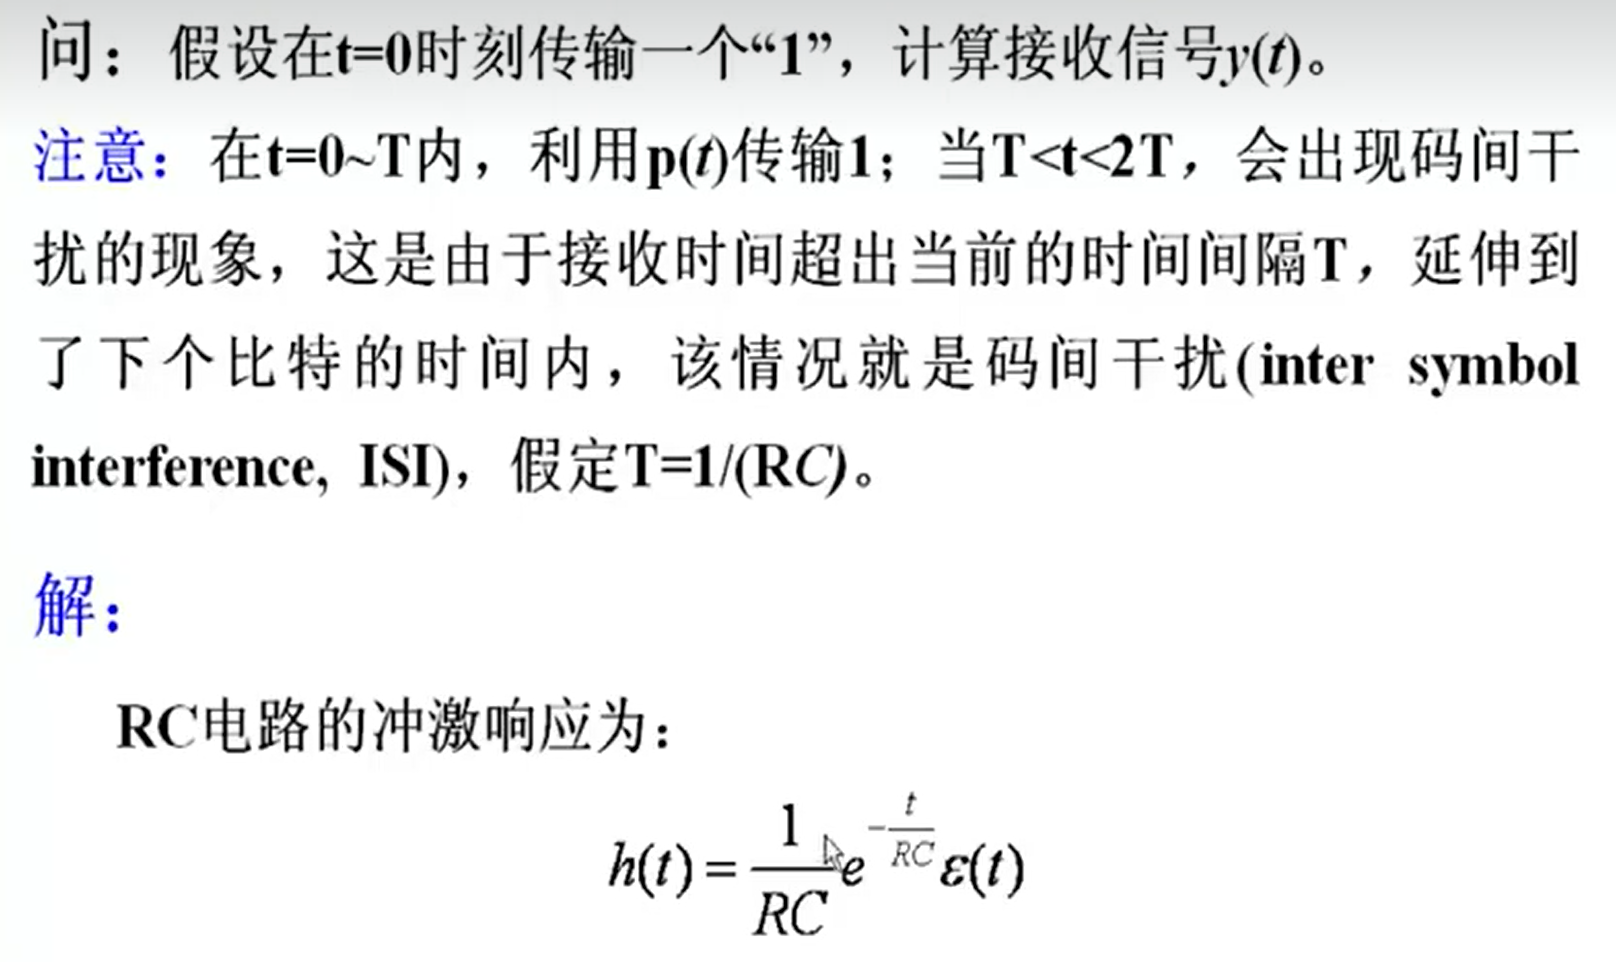 问：假设在t=0时刻传输一个“1”，计算接收信号y(t)。
注意：在t=0~T内，利用p(t)传输1；当T<t<2T，会出现码间干
扰的现象，这是由于接收时间超出当前的时间间隔T，延伸到
了下个比特的时间内，该情况就是码间干扰(inter symbol
interference, ISI)，假定T=1/(RC)。
解：
RC电路的冲激响应为：
h(t) = \frac{1}{RC} e^{-\frac{t}{RC}} ε(t)